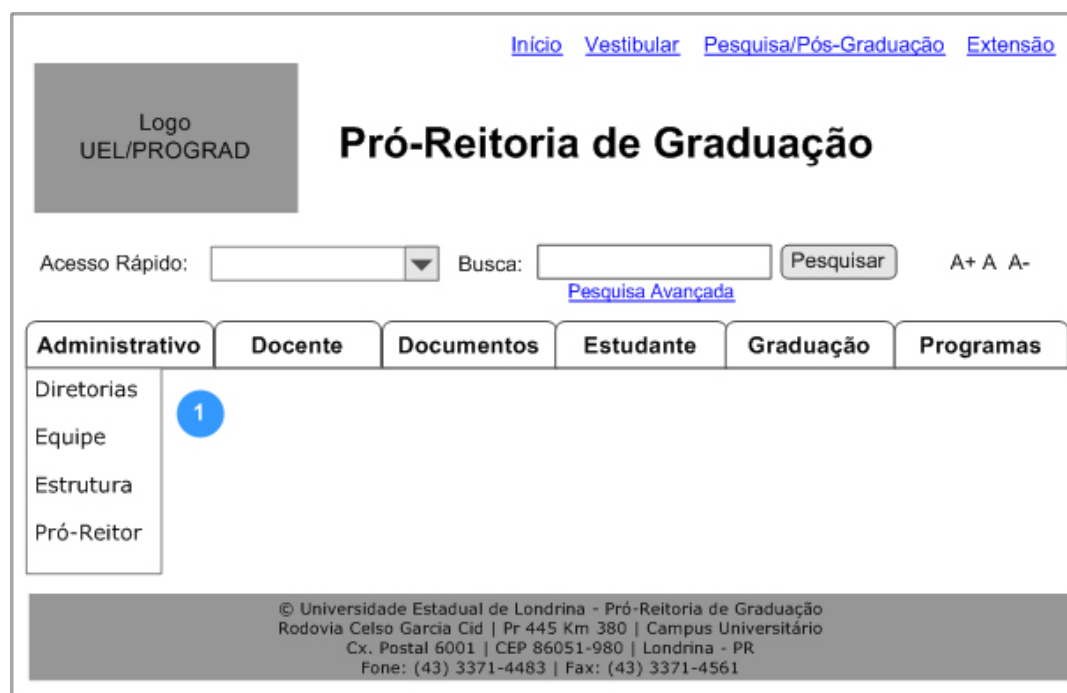 Início Vestibular Pesquisa/Pós-Graduação Extensão
Logo
UEL/PROGRAD
Pró-Reitoria de Graduação
Acesso Rápido: Busca: Pesquisar A+ A A-
Pesquisa Avançada
Administrativo Docente Documentos Estudante Graduação Programas
Diretorias
1
Equipe
Estrutura
Pró-Reitor
© Universidade Estadual de Londrina - Pró-Reitoria de Graduação
Rodovia Celso Garcia Cid | Pr 445 Km 380 | Campus Universitário
Cx. Postal 6001 | CEP 86051-980 | Londrina - PR
Fone: (43) 3371-4483 | Fax: (43) 3371-4561